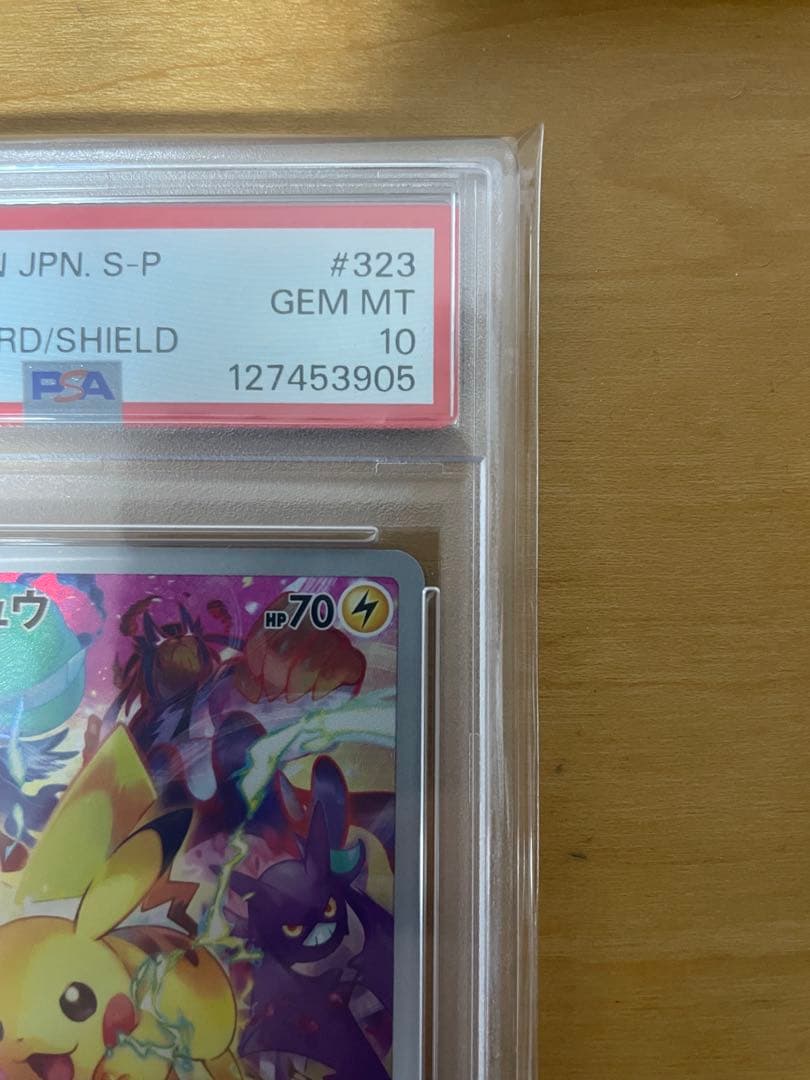 N JPN. S-P #323
GEM MT
RD/SHIELD 10
PSA 127453905
ュウ HP70